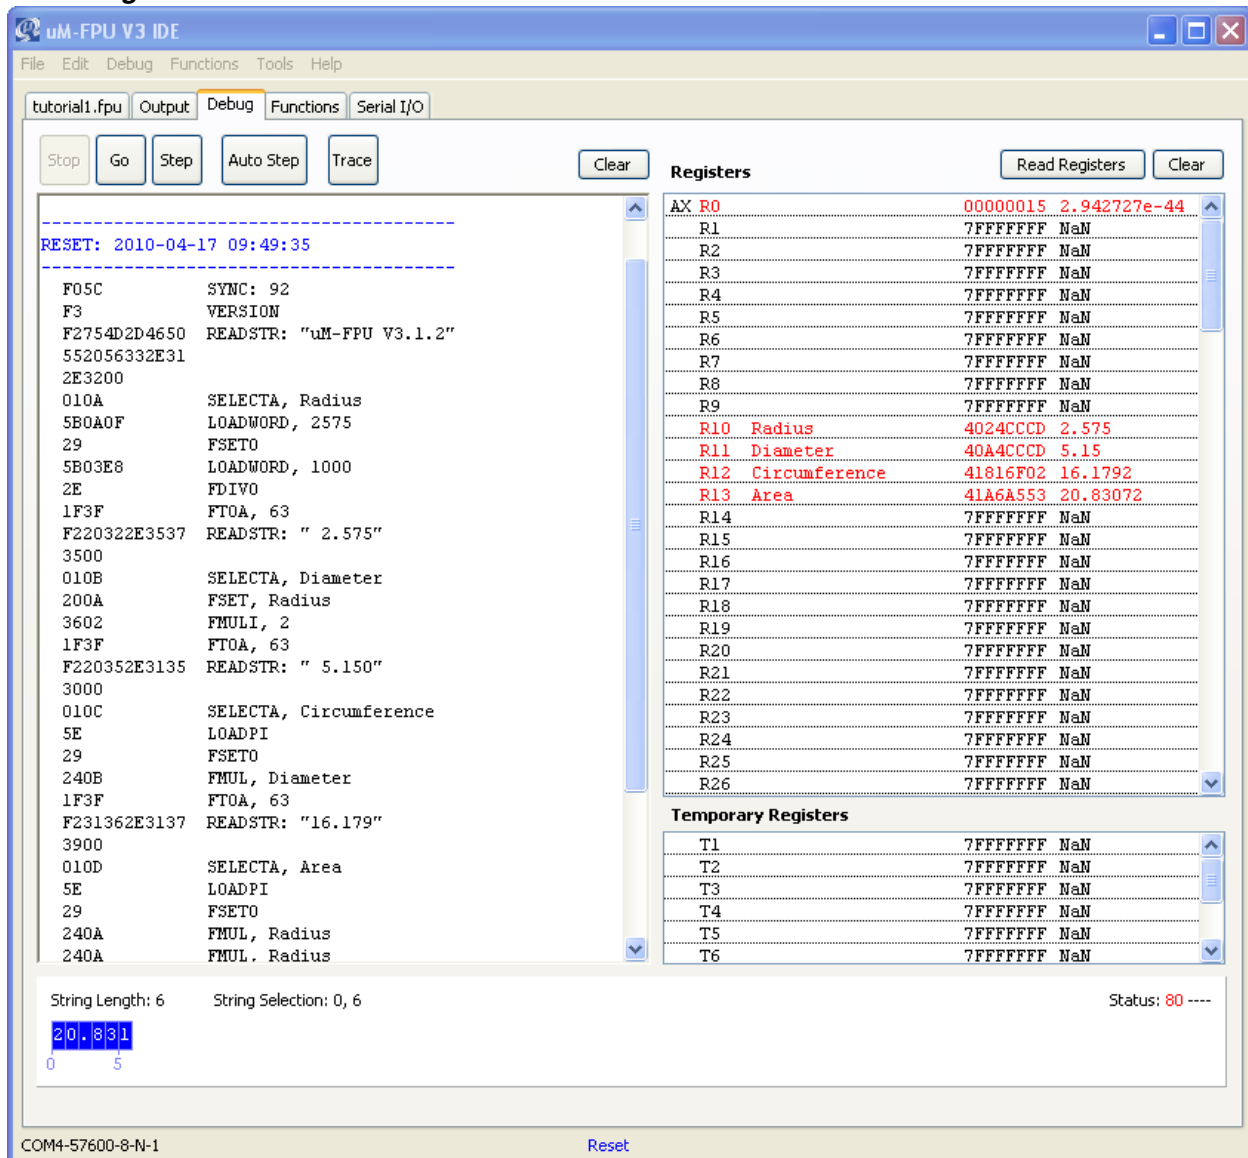 uM-FPU V3 IDE
File Edit Debug Functions Tools Help
tutorial1.fpu Output Debug Functions Serial I/O
Stop Go Step Auto Step Trace Clear
----------------------------------------
RESET: 2010-04-17 09:49:35
----------------------------------------
F05C SYNC: 92
F3 VERSION
F2754D2D4650 READSTR: "uM-FPU V3.1.2"
552056332E31
2E3200
010A SELECTA, Radius
5B0A0F LOADWORD, 2575
29 FSET0
5B03E8 LOADWORD, 1000
2E FDIV0
1F3F FTOA, 63
F220322E3537 READSTR: " 2.575"
3500
010B SELECTA, Diameter
200A FSET, Radius
3602 FMULI, 2
1F3F FTOA, 63
F220352E3135 READSTR: " 5.150"
3000
010C SELECTA, Circumference
5E LOADPI
29 FSET0
240B FMUL, Diameter
1F3F FTOA, 63
F231362E3137 READSTR: "16.179"
3900
010D SELECTA, Area
5E LOADPI
29 FSET0
240A FMUL, Radius
240A FMUL, Radius
Registers Read Registers Clear
AX R0 00000015 2.942727e-44
R1 7FFFFFFF NaN
R2 7FFFFFFF NaN
R3 7FFFFFFF NaN
R4 7FFFFFFF NaN
R5 7FFFFFFF NaN
R6 7FFFFFFF NaN
R7 7FFFFFFF NaN
R8 7FFFFFFF NaN
R9 7FFFFFFF NaN
R10 Radius 4024CCCD 2.575
R11 Diameter 40A4CCCD 5.15
R12 Circumference 41816F02 16.1792
R13 Area 41A6A553 20.83072
R14 7FFFFFFF NaN
R15 7FFFFFFF NaN
R16 7FFFFFFF NaN
R17 7FFFFFFF NaN
R18 7FFFFFFF NaN
R19 7FFFFFFF NaN
R20 7FFFFFFF NaN
R21 7FFFFFFF NaN
R22 7FFFFFFF NaN
R23 7FFFFFFF NaN
R24 7FFFFFFF NaN
R25 7FFFFFFF NaN
R26 7FFFFFFF NaN
Temporary Registers
T1 7FFFFFFF NaN
T2 7FFFFFFF NaN
T3 7FFFFFFF NaN
T4 7FFFFFFF NaN
T5 7FFFFFFF NaN
T6 7FFFFFFF NaN
String Length: 6 String Selection: 0, 6 Status: 80 ----
20.831
0 5
COM4-57600-8-N-1 Reset